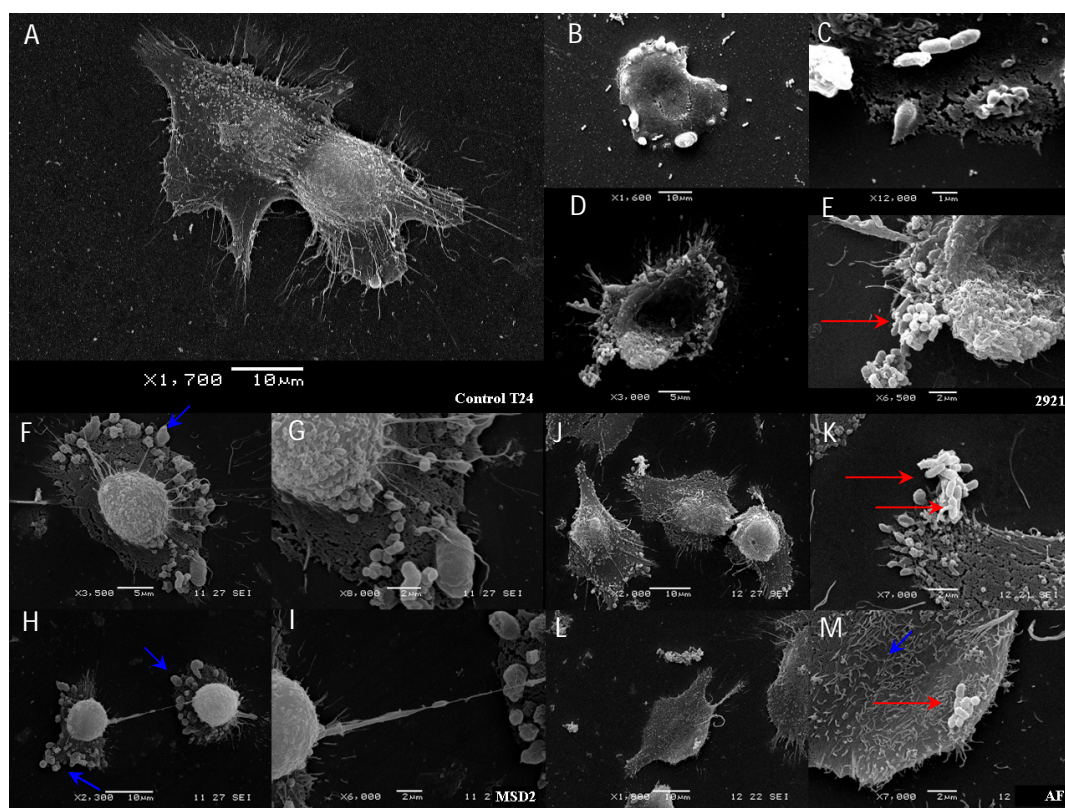 A
X1,700 10µm
Control T24
B
X1,600 10µm
C
X12,000 1µm
D
X3,000 5µm
E
X6,500 2µm
2921
F
X3,500 5µm 11 27 SEI
G
X8,000 2µm 11 27 SEI
J
X2,000 10µm 12 27 SEI
K
X7,000 2µm 12 21 SEI
H
X2,300 10µm 11 27 SEI
I
X6,000 2µm 11 2
MSD2
L
10µm 12 22 SEI
M
X7,000 2µm 12
AF